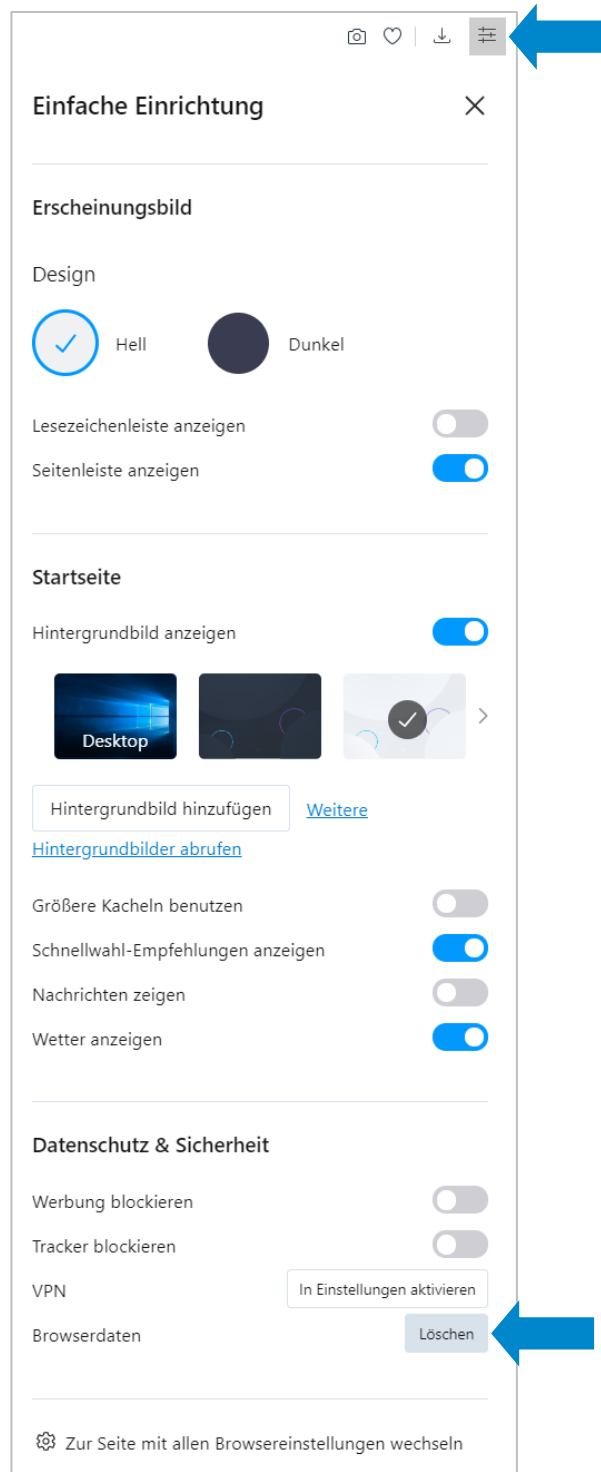 Einfache Einrichtung
Erscheinungsbild
Design
Hell
Dunkel
Lesezeichenleiste anzeigen
Seitenleiste anzeigen
Startseite
Hintergrundbild anzeigen
Desktop
Hintergrundbild hinzufügen
Weitere
Hintergrundbilder abrufen
Größere Kacheln benutzen
Schnellwahl-Empfehlungen anzeigen
Nachrichten zeigen
Wetter anzeigen
Datenschutz & Sicherheit
Werbung blockieren
Tracker blockieren
VPN
In Einstellungen aktivieren
Browserdaten
Löschen
Zur Seite mit allen Browsereinstellungen wechseln